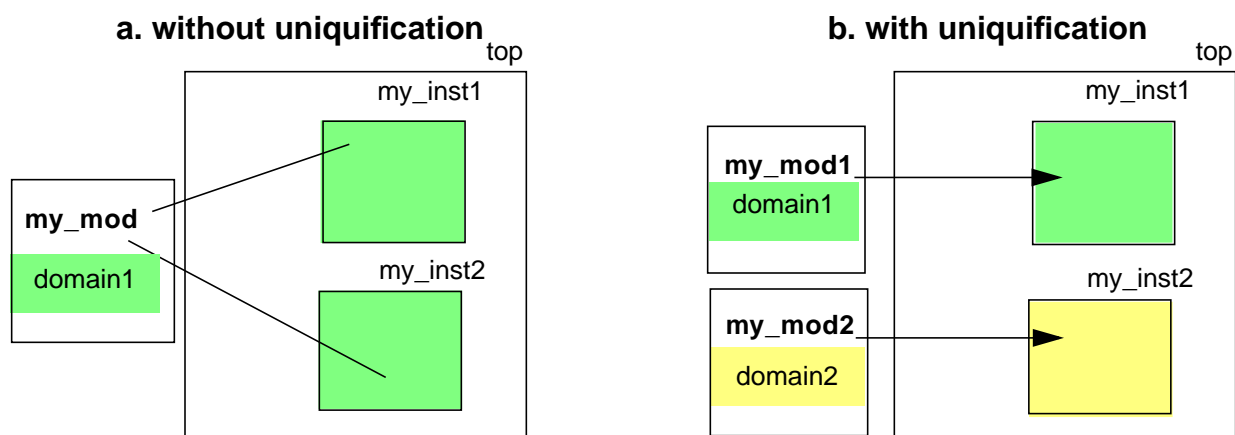 a. without uniquification
top
my_inst1
my_mod
domain1
my_inst2
b. with uniquification
top
my_inst1
my_mod1
domain1
my_inst2
my_mod2
domain2